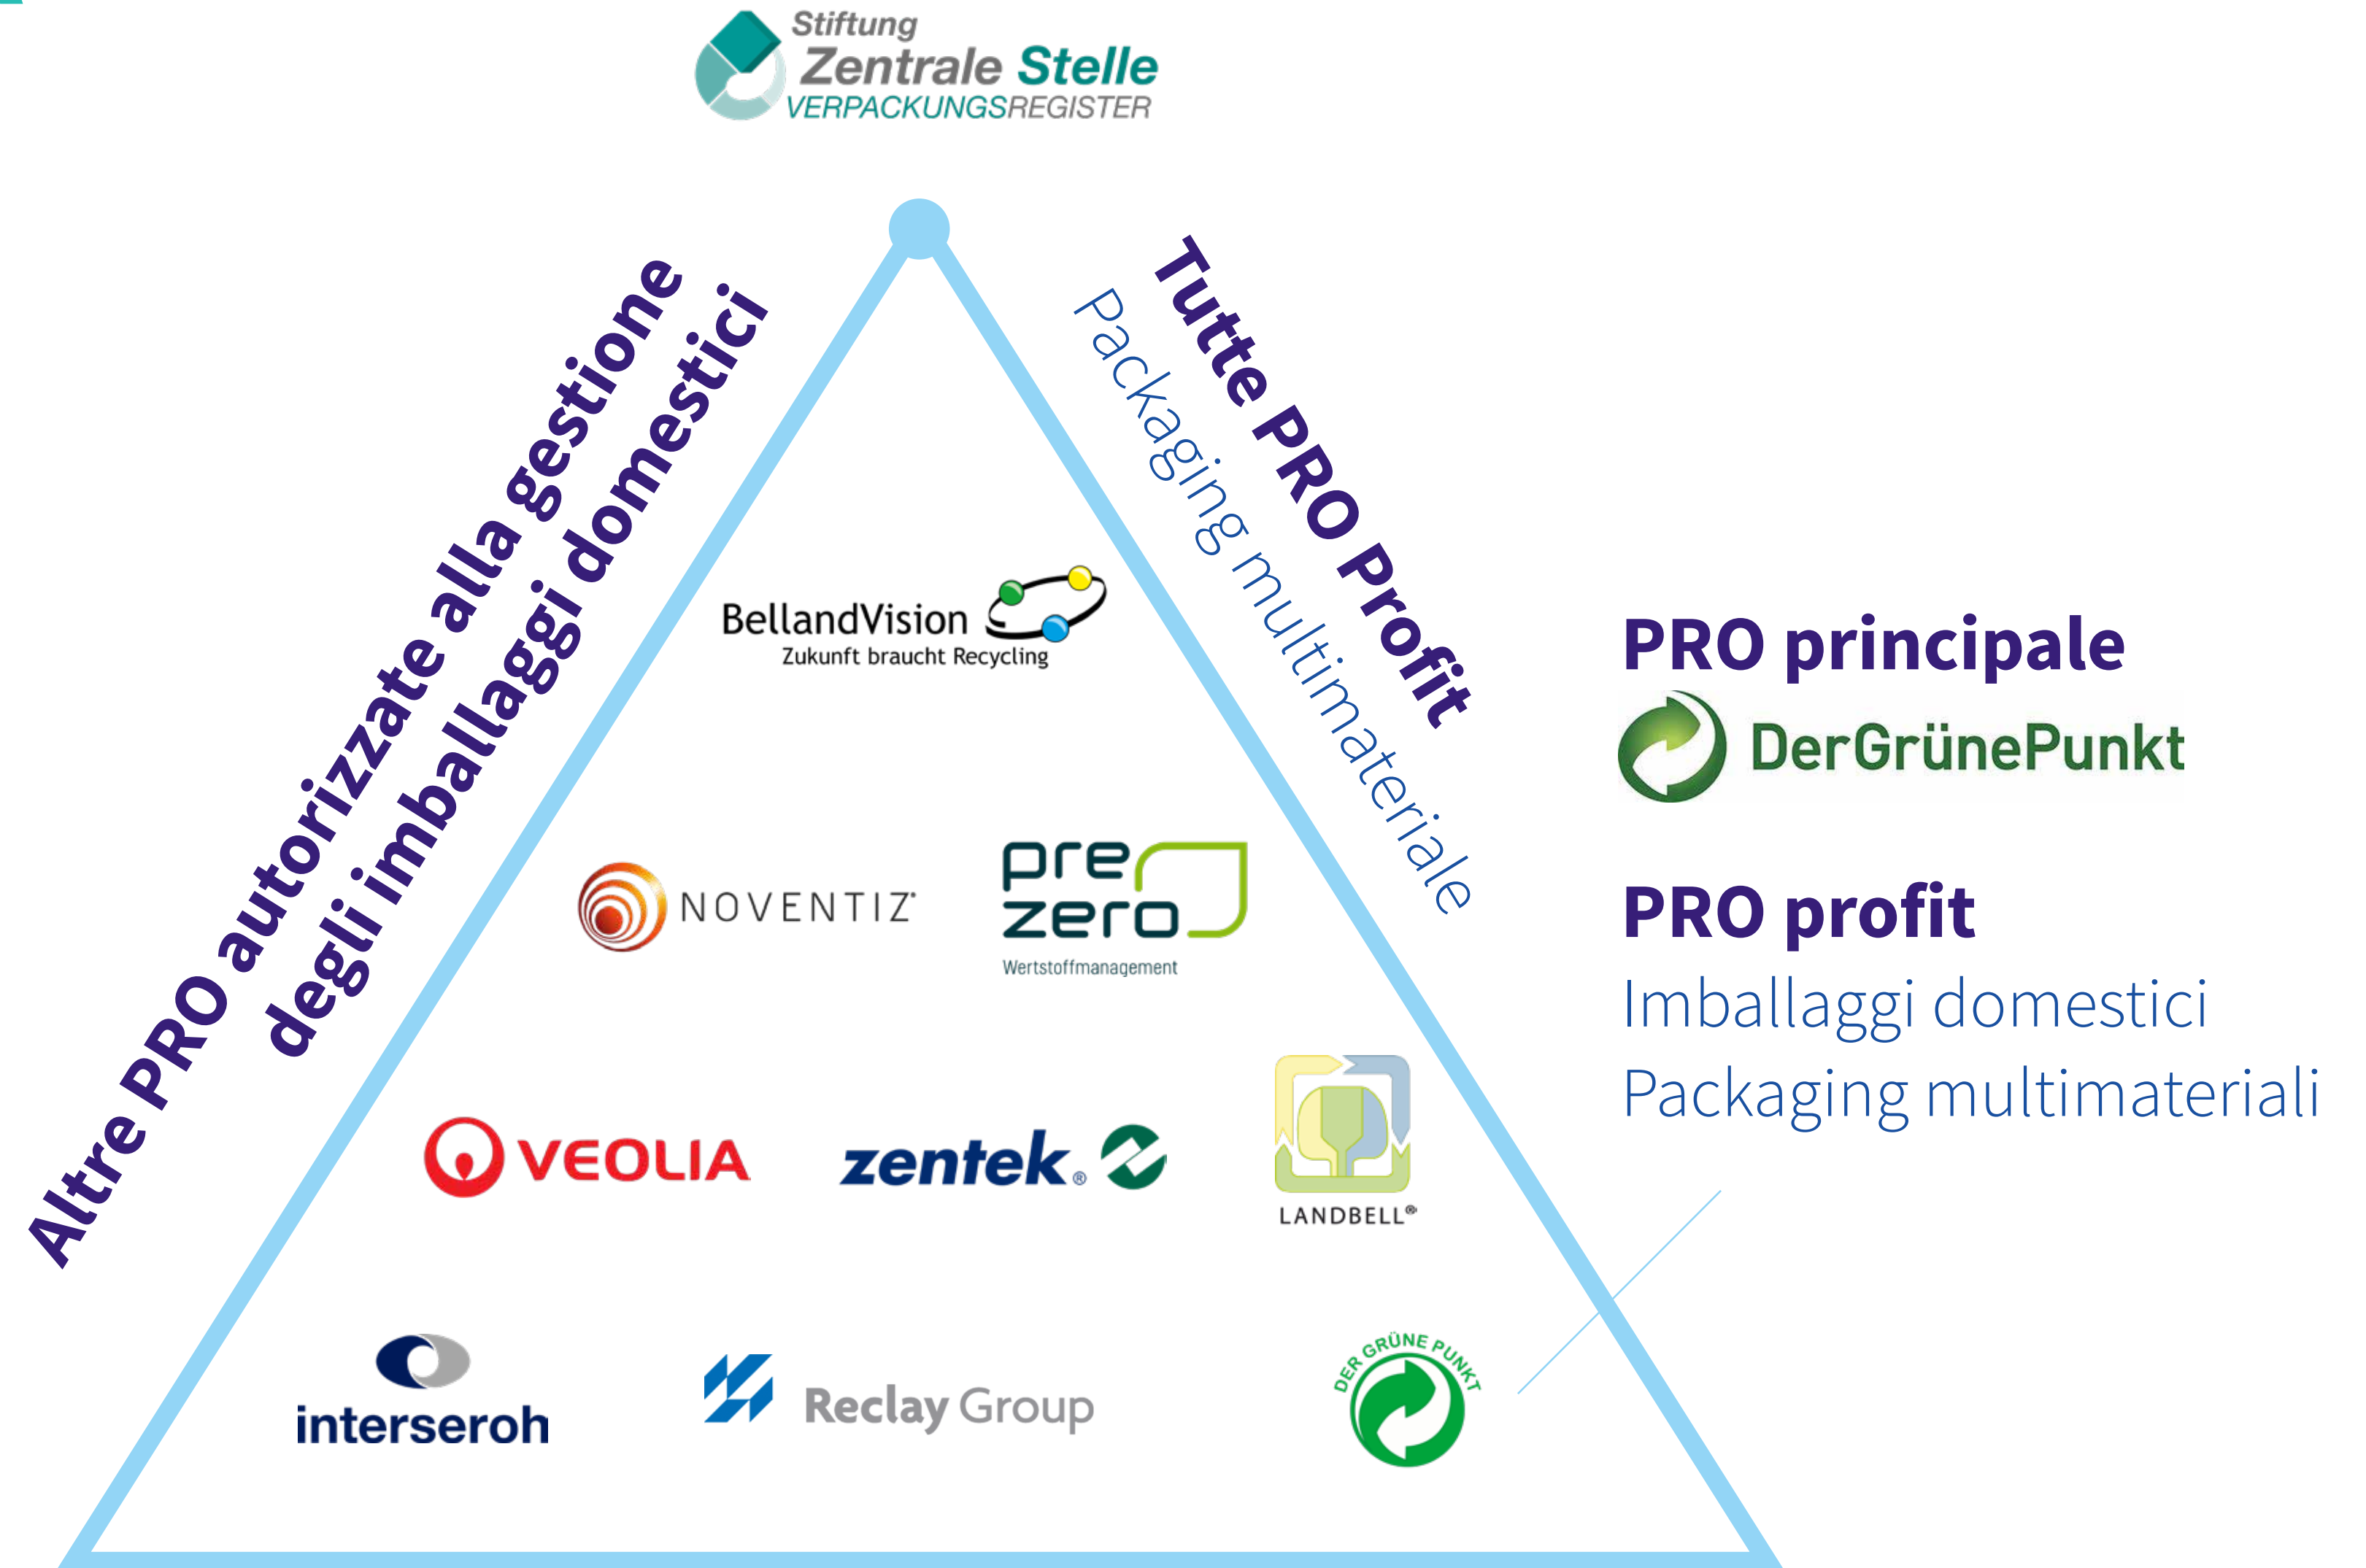 Stiftung
Zentrale Stelle
VERPACKUNGSREGISTER
Altre PRO autorizzate alla gestione
degli imballaggi domestici
Tutte PRO Profit
Packaging multimateriale
BellandVision
Zukunft braucht Recycling
NOVENTIZ®
pre
zero
Wertstoffmanagement
VEOLIA
zentek®
LANDBELL®
interseroh
Reclay Group
DER GRÜNE PUNKT
PRO principale
DerGrünePunkt
PRO profit
Imballaggi domestici
Packaging multimateriali